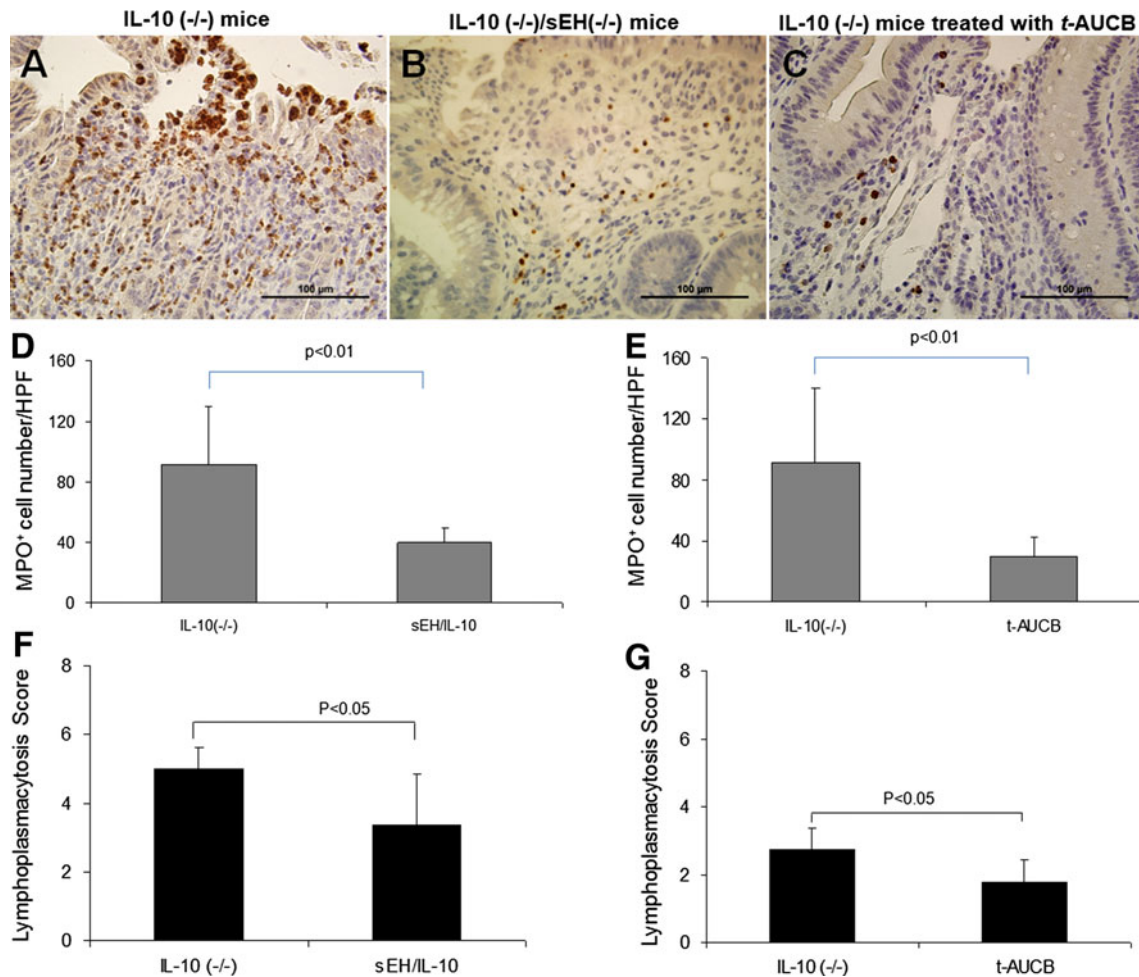 IL-10 (-/-) mice
IL-10 (-/-)/sEH(-/-) mice
IL-10 (-/-) mice treated with t-AUCB
A
B
C
100 µm
100 µm
100 µm
D
MPO+ cell number/HPF
160
120
80
40
0
p<0.01
IL-10(-/-)
sEH/IL-10
E
MPO+ cell number/HPF
160
120
80
40
0
p<0.01
IL-10(-/-)
t-AUCB
F
Lymphoplasmacytosis Score
8
6
4
2
0
P<0.05
IL-10 (-/-)
sEH/IL-10
G
Lymphoplasmacytosis Score
8
6
4
2
0
P<0.05
IL-10 (-/-)
t-AUCB